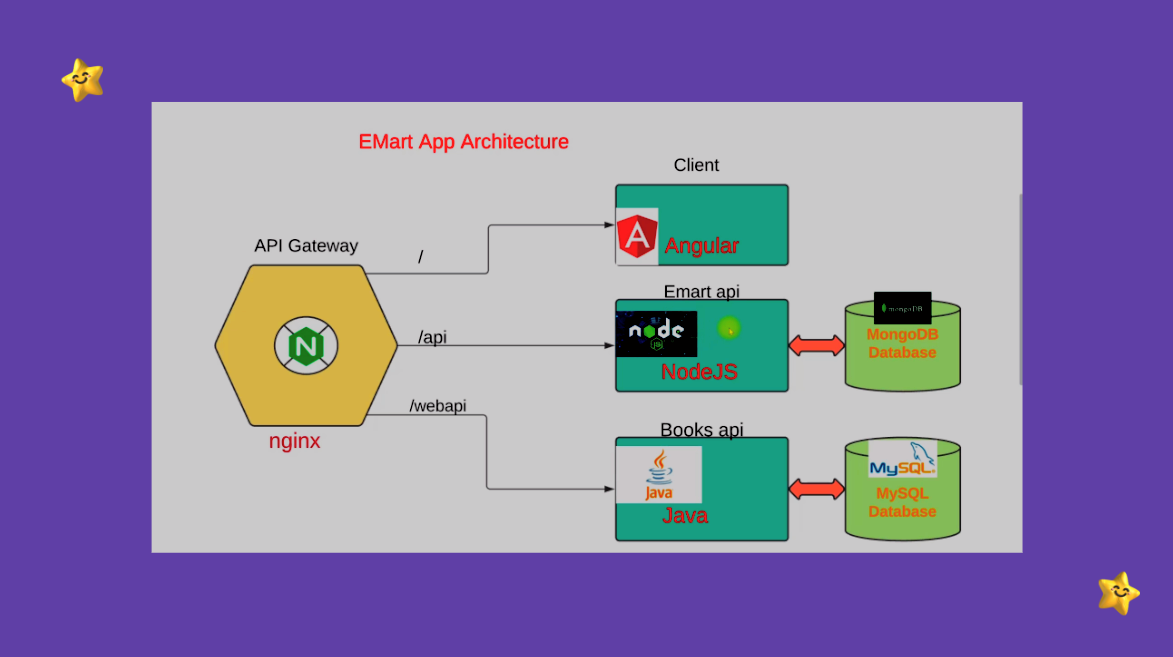 EMart App Architecture
Client
API Gateway
/
Angular
Emart api
node
JS
mongoDB
MongoDB
Database
/api
NodeJS
/webapi
nginx
N
Books api
Java
Java
MySQL
MySQL
Database